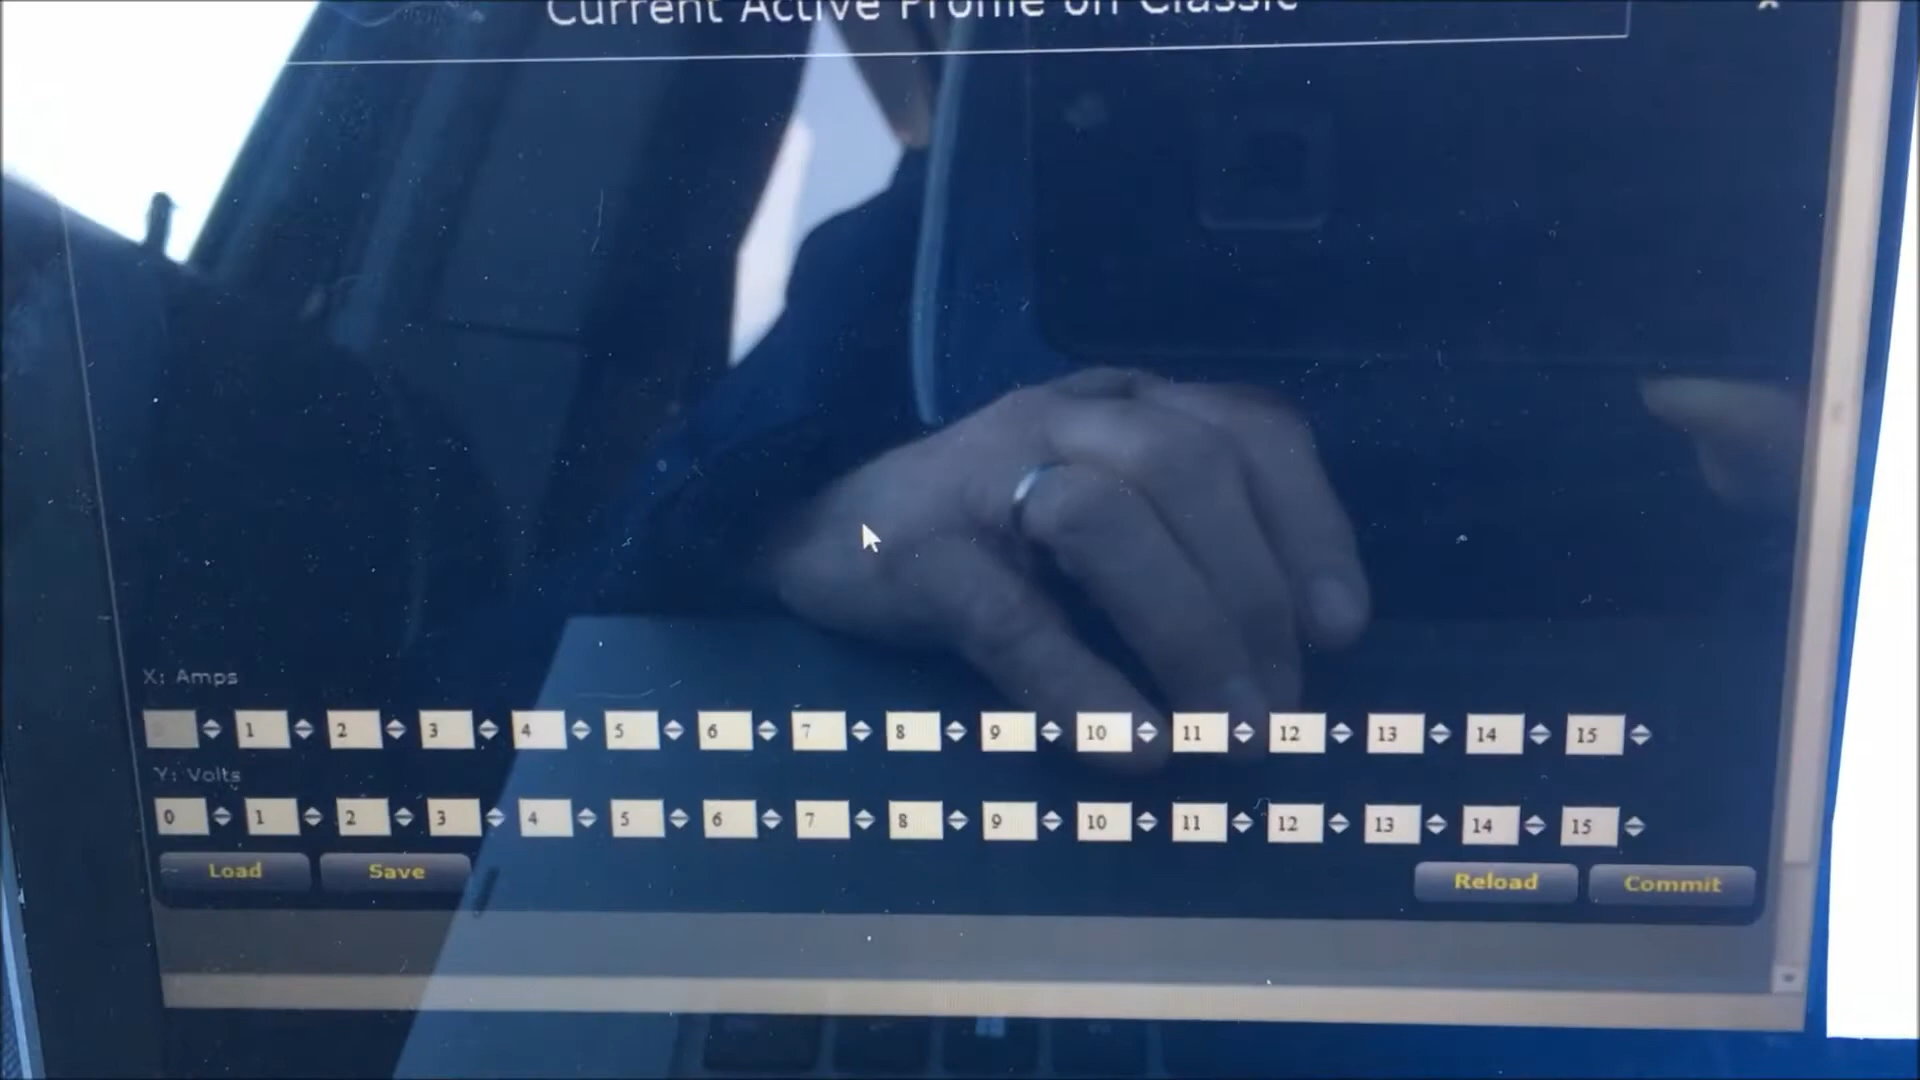 Current Active Profile on Classic
X: Amps
1 2 3 4 5 6 7 8 9 10 11 12 13 14 15
Y: Volts
0 1 2 3 4 5 6 7 8 9 10 11 12 13 14 15
Load Save Reload Commit